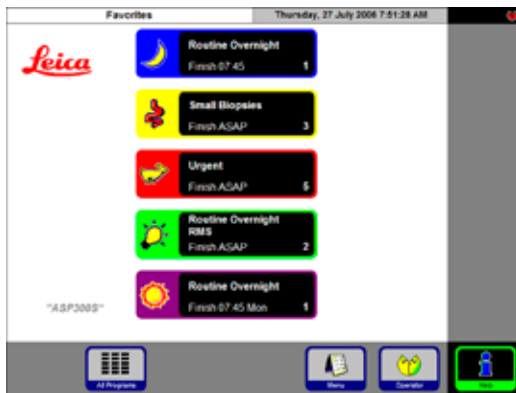 Favorites
Thursday, 27 July 2006 7:51:28 AM
Leica
Routine Overnight
Finish 07:45 1
Small Biopsies
Finish ASAP 3
Urgent
Finish ASAP 5
Routine Overnight
RMS
Finish ASAP 2
Routine Overnight
Finish 07:45 Mon 1
"ASP300S"
All Programs
Menu
Operator
Help